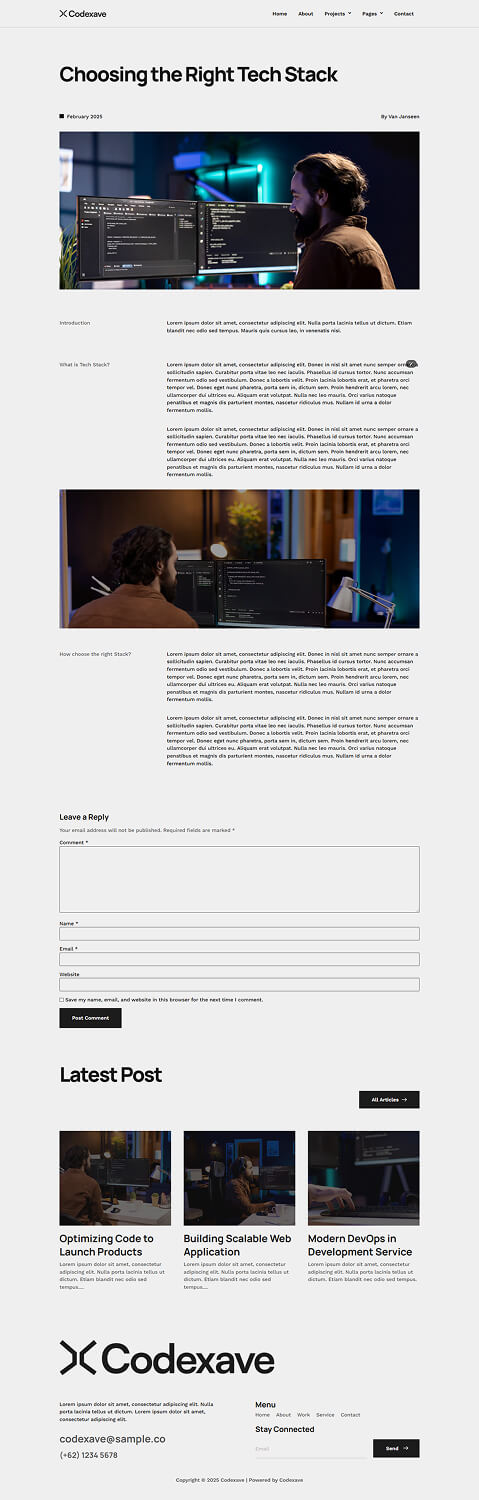 Codexave
Home About Projects Pages Contact
Choosing the Right Tech Stack
February 2025
By Van Janseen
Introduction
Lorem ipsum dolor sit amet, consectetur adipiscing elit. Nulla porta lacinia tellus ut dictum. Etiam
blandit nec odio sed tempus. Mauris quis cursus leo, in venenatis nisi.
What is Tech Stack?
Lorem ipsum dolor sit amet, consectetur adipiscing elit. Donec in nisl sit amet nunc semper
sollicitudin sapien. Curabitur porta vitae leo nec iaculis. Phasellus id cursus tortor. Nunc accumsan
fermentum odio sed vestibulum. Donec a lobortis velit. Proin lacinia lobortis erat, et pharetra orci
tempor vel. Donec eget nunc pharetra, porta sem in, dictum sem. Proin hendrerit arcu lorem, nec
ullamcorper dui ultrices eu. Aliquam erat volutpat. Nulla nec leo mauris. Orci varius natoque
penatibus et magnis dis parturient montes, nascetur ridiculus mus. Nullam id urna a dolor
fermentum mollis.
Lorem ipsum dolor sit amet, consectetur adipiscing elit. Donec in nisl sit amet nunc semper ornare a
sollicitudin sapien. Curabitur porta vitae leo nec iaculis. Phasellus id cursus tortor. Nunc accumsan
fermentum odio sed vestibulum. Donec a lobortis velit. Proin lacinia lobortis erat, et pharetra orci
tempor vel. Donec eget nunc pharetra, porta sem in, dictum sem. Proin hendrerit arcu lorem, nec
ullamcorper dui ultrices eu. Aliquam erat volutpat. Nulla nec leo mauris. Orci varius natoque
penatibus et magnis dis parturient montes, nascetur ridiculus mus. Nullam id urna a dolor
fermentum mollis.
How choose the right Stack?
Lorem ipsum dolor sit amet, consectetur adipiscing elit. Donec in nisl sit amet nunc semper ornare a
sollicitudin sapien. Curabitur porta vitae leo nec iaculis. Phasellus id cursus tortor. Nunc accumsan
fermentum odio sed vestibulum. Donec a lobortis velit. Proin lacinia lobortis erat, et pharetra orci
tempor vel. Donec eget nunc pharetra, porta sem in, dictum sem. Proin hendrerit arcu lorem, nec
ullamcorper dui ultrices eu. Aliquam erat volutpat. Nulla nec leo mauris. Orci varius natoque
penatibus et magnis dis parturient montes, nascetur ridiculus mus. Nullam id urna a dolor
fermentum mollis.
Lorem ipsum dolor sit amet, consectetur adipiscing elit. Donec in nisl sit amet nunc semper ornare a
sollicitudin sapien. Curabitur porta vitae leo nec iaculis. Phasellus id cursus tortor. Nunc accumsan
fermentum odio sed vestibulum. Donec a lobortis velit. Proin lacinia lobortis erat, et pharetra orci
tempor vel. Donec eget nunc pharetra, porta sem in, dictum sem. Proin hendrerit arcu lorem, nec
ullamcorper dui ultrices eu. Aliquam erat volutpat. Nulla nec leo mauris. Orci varius natoque
penatibus et magnis dis parturient montes, nascetur ridiculus mus. Nullam id urna a dolor
fermentum mollis.
Leave a Reply
Your email address will not be published. Required fields are marked *
Comment *
Name *
Email *
Website
Save my name, email, and website in this browser for the next time I comment.
Post Comment
Latest Post
All Articles →
Optimizing Code to
Launch Products
Lorem ipsum dolor sit amet, consectetur
adipiscing elit. Nulla porta lacinia tellus ut
dictum. Etiam blandit nec odio sed
tempus....
Building Scalable Web
Application
Lorem ipsum dolor sit amet, consectetur
adipiscing elit. Nulla porta lacinia tellus ut
dictum. Etiam blandit nec odio sed
tempus....
Modern DevOps in
Development Service
Lorem ipsum dolor sit amet, consectetur
adipiscing elit. Nulla porta lacinia tellus ut
dictum. Etiam blandit nec odio sed tempus.
Codexave
Lorem ipsum dolor sit amet, consectetur adipiscing elit. Nulla
porta lacinia tellus ut dictum. Lorem ipsum dolor sit amet,
consectetur adipiscing elit.
codexave@sample.co
(+62) 1234 5678
Menu
Home About Work Service Contact
Stay Connected
Email
Send →
Copyright © 2025 Codexave | Powered by Codexave